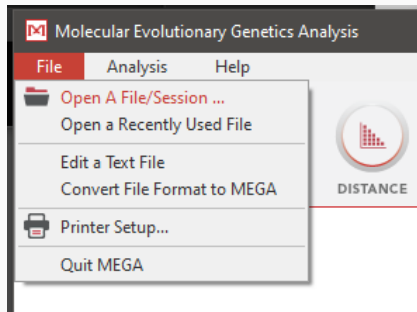 Molecular Evolutionary Genetics Analysis
File Analysis Help
Open A File/Session ...
Open a Recently Used File
Edit a Text File
Convert File Format to MEGA
DISTANCE
Printer Setup...
Quit MEGA